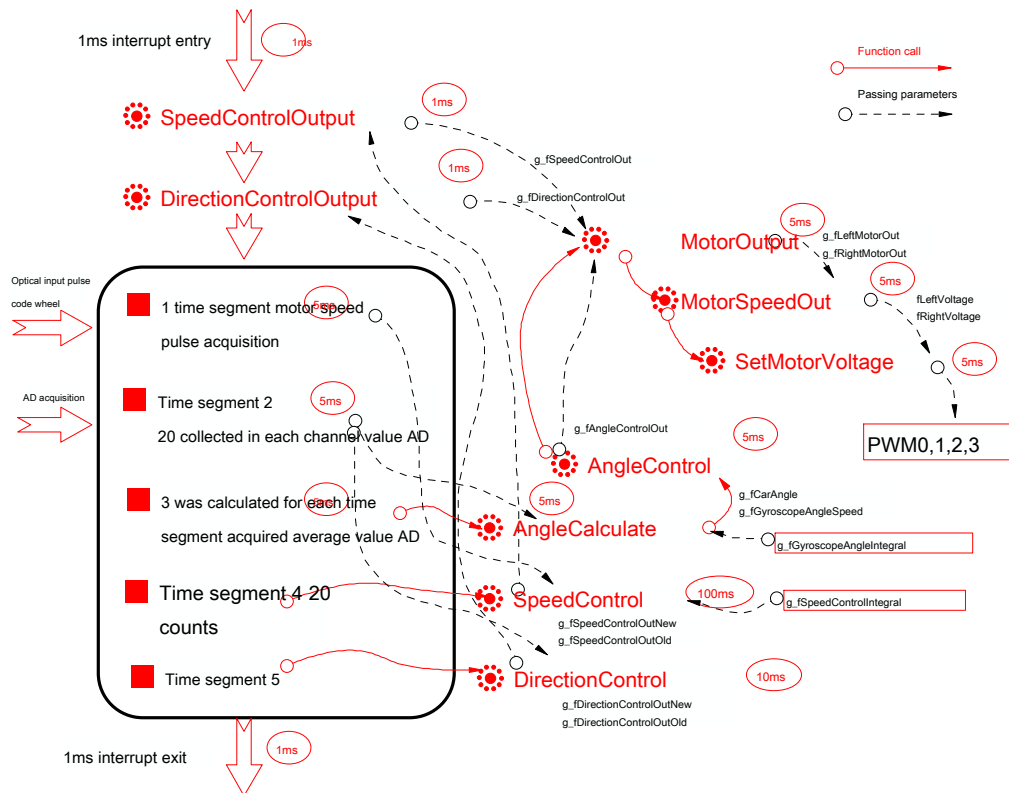 1ms interrupt entry
1ms
Function call
Passing parameters
SpeedControlOutput
1ms
g_fSpeedControlOut
1ms
DirectionControlOutput
g_fDirectionControlOut
MotorOutput
5ms
g_fLeftMotorOut
g_fRightMotorOut
Optical input pulse
code wheel
1 time segment motor speed
pulse acquisition
5ms
MotorSpeedOut
5ms
fLeftVoltage
fRightVoltage
SetMotorVoltage
5ms
AD acquisition
Time segment 2
20 collected in each channel value AD
5ms
g_fAngleControlOut
5ms
PWM0,1,2,3
AngleControl
3 was calculated for each time
segment acquired average value AD
5ms
5ms
AngleCalculate
g_fCarAngle
g_fGyroscopeAngleSpeed
g_fGyroscopeAngleIntegral
Time segment 4 20
counts
SpeedControl
100ms
g_fSpeedControlIntegral
g_fSpeedControlOutNew
g_fSpeedControlOutOld
Time segment 5
DirectionControl
10ms
g_fDirectionControlOutNew
g_fDirectionControlOutOld
1ms interrupt exit
1ms